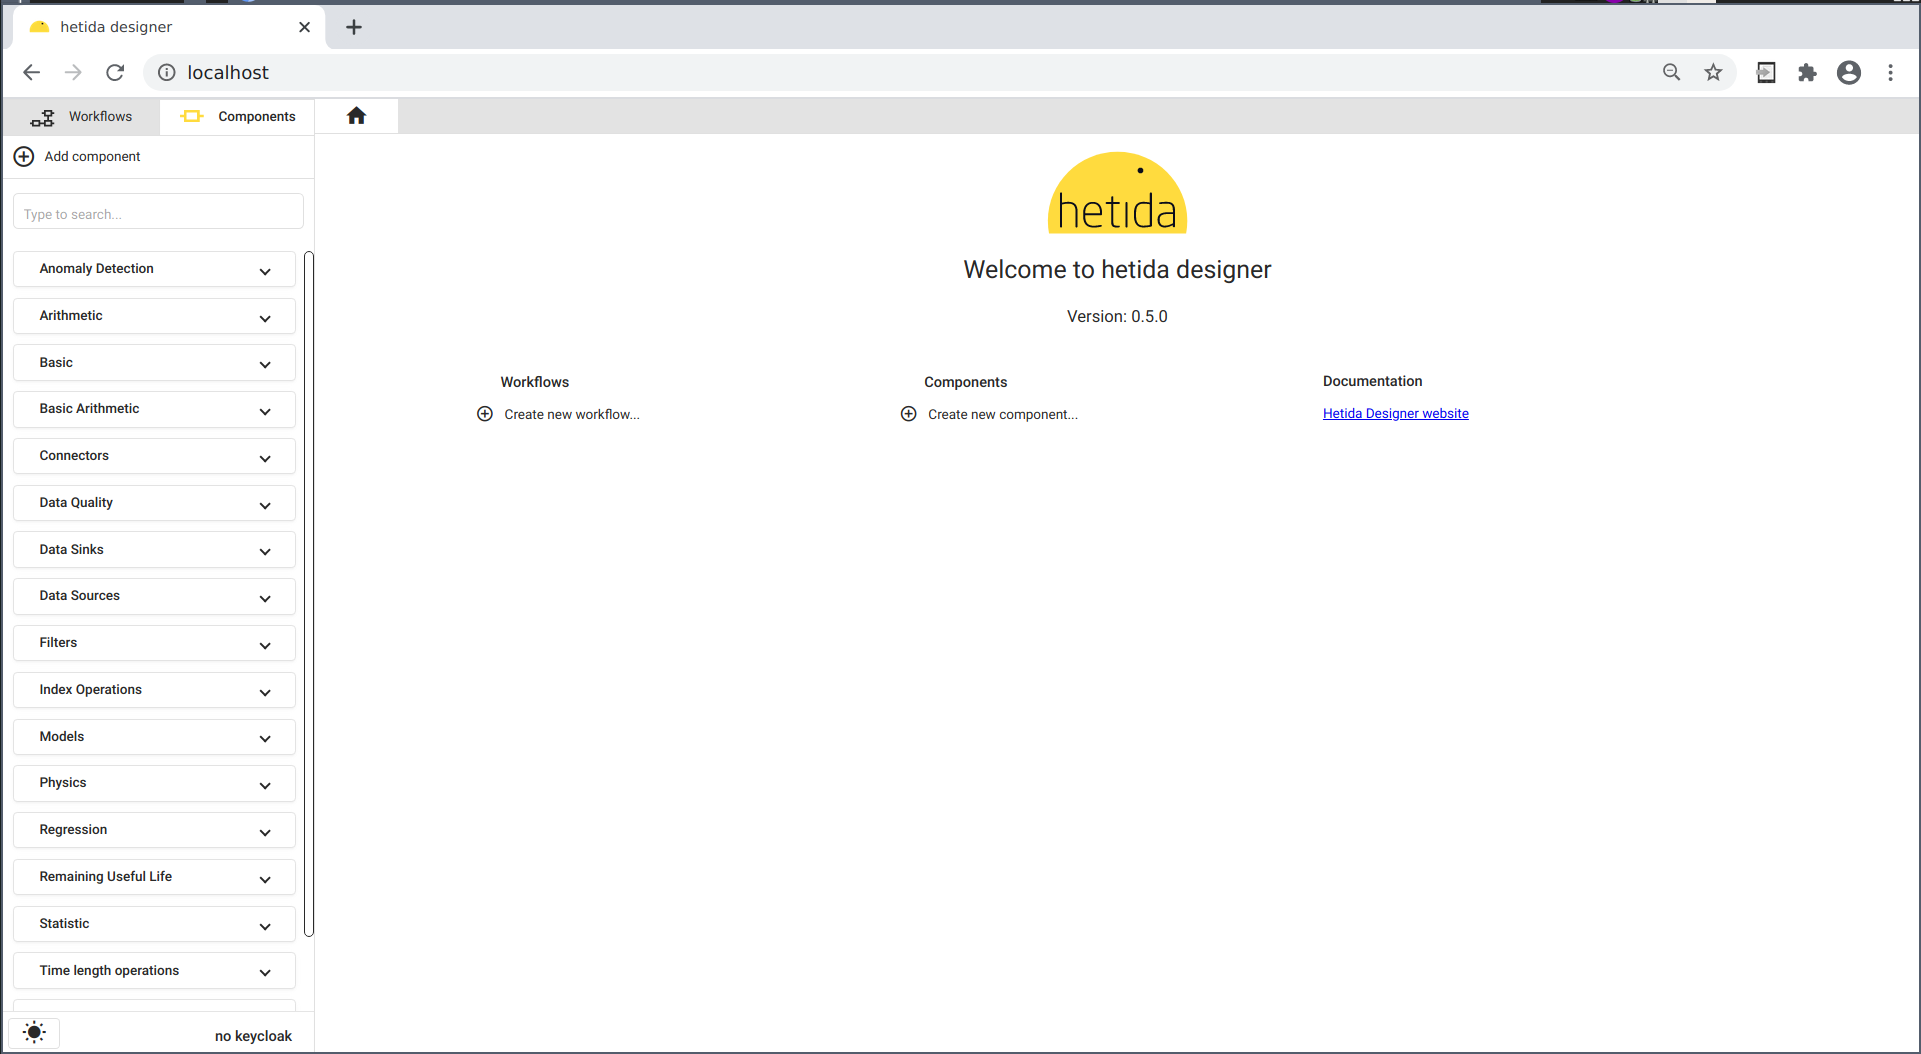 hetida designer
localhost
Workflows
Components
Add component
Type to search...
Anomaly Detection
Arithmetic
Basic
Basic Arithmetic
Connectors
Data Quality
Data Sinks
Data Sources
Filters
Index Operations
Models
Physics
Regression
Remaining Useful Life
Statistic
Time length operations
no keycloak
hetida
Welcome to hetida designer
Version: 0.5.0
Workflows
Create new workflow...
Components
Create new component...
Documentation
Hetida Designer website